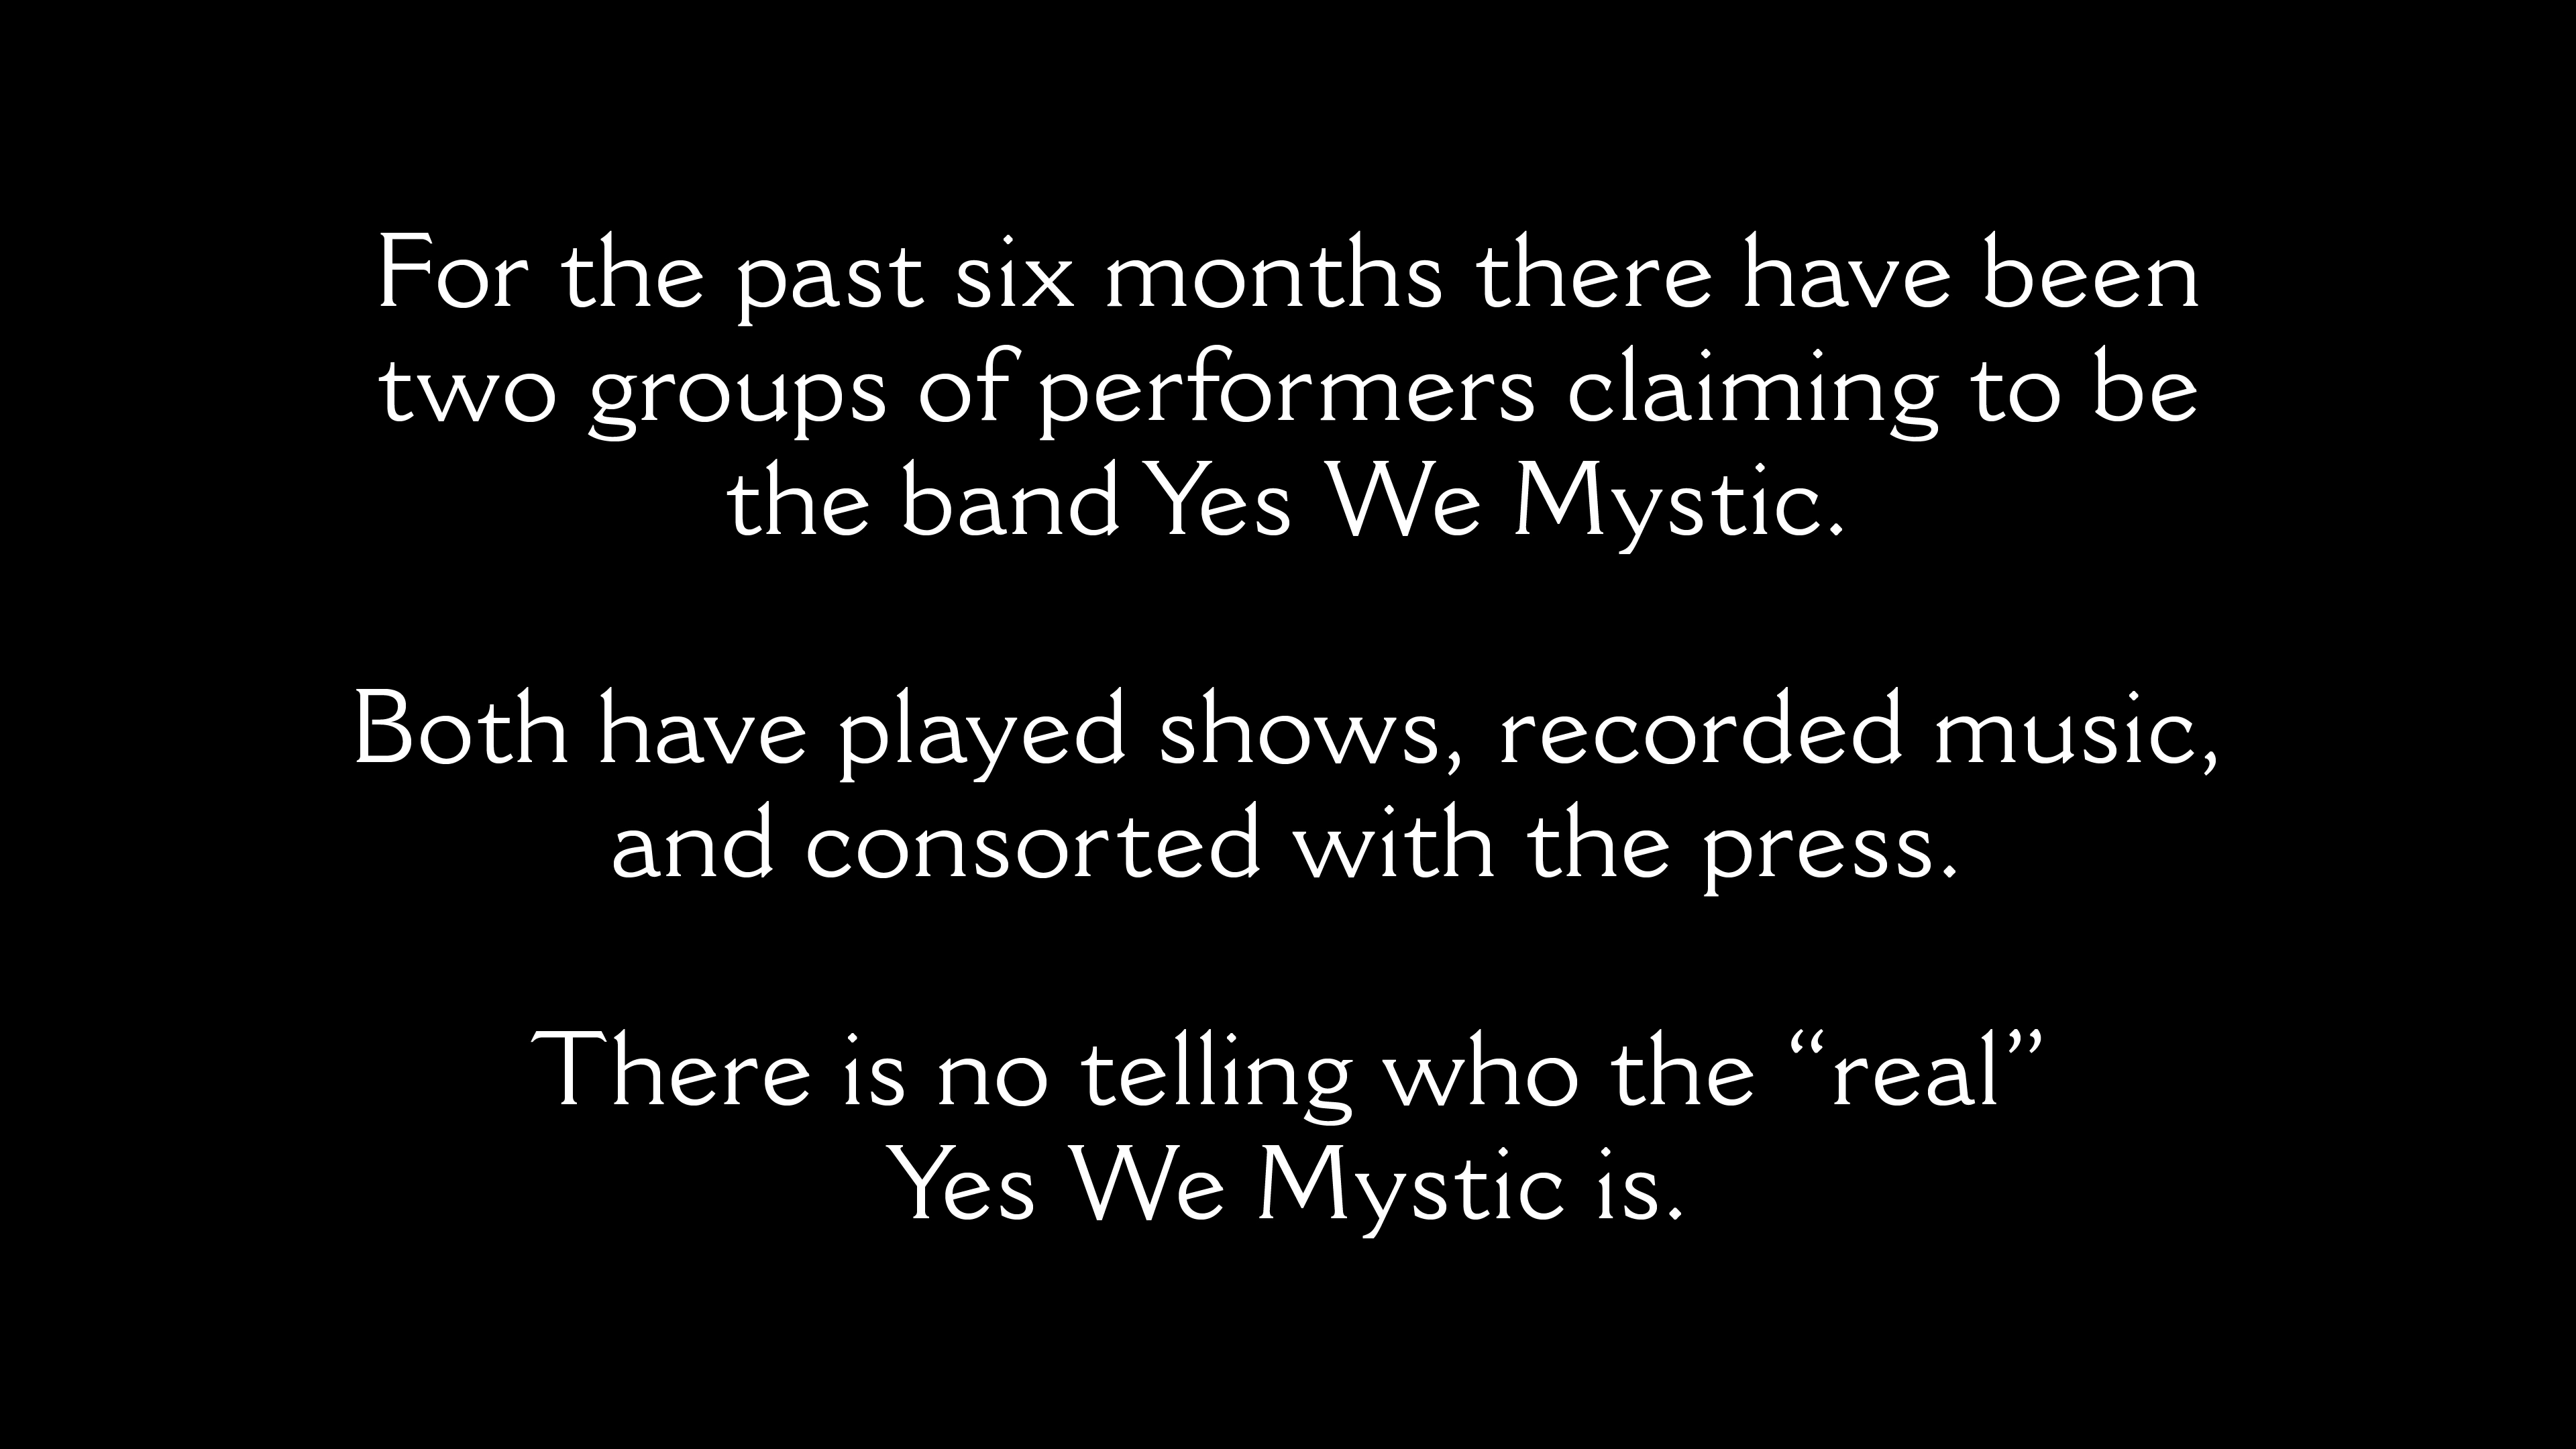 For the past six months there have been
two groups of performers claiming to be
the band Yes We Mystic.
Both have played shows, recorded music,
and consorted with the press.
There is no telling who the “real”
Yes We Mystic is.